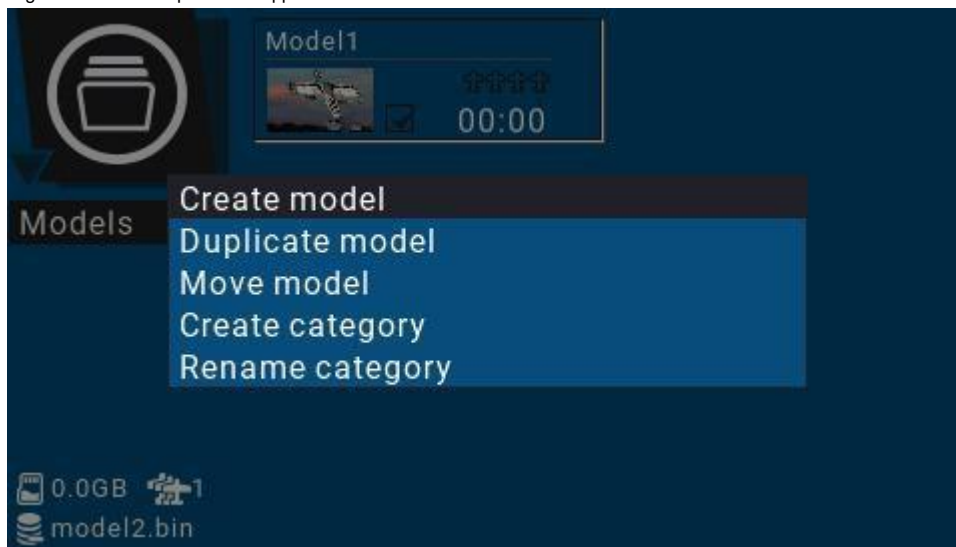 Model1
00:00
Models
Create model
Duplicate model
Move model
Create category
Rename category
0.0GB 1
model2.bin